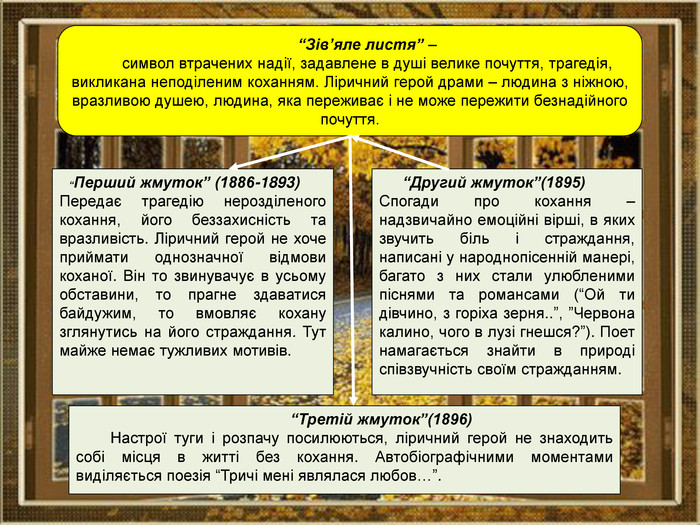 “Зів’яле листя” –
символ втрачених надії, задавлене в душі велике почуття, трагедія,
викликана неподіленим коханням. Ліричний герой драми – людина з ніжною,
вразливою душею, людина, яка переживає і не може пережити безнадійного
почуття.
“Перший жмуток” (1886-1893)
Передає трагедію нерозділеного
кохання, його беззахисність та
вразливість. Ліричний герой не хоче
приймати однозначної відмови
коханої. Він то звинувачує в усьому
обставини, то прагне здаватися
байдужим, то вмовляє кохану
зглянутись на його страждання. Тут
майже немає тужливих мотивів.
“Другий жмуток”(1895)
Спогади про кохання –
надзвичайно емоційні вірші, в яких
звучить біль і страждання,
написані у народнопісенній манері,
багато з них стали улюбленими
піснями та романсами (“Ой ти
дівчино, з горіха зерня..”, ”Червона
калино, чого в лузі гнешся?”). Поет
намагається знайти в природі
співзвучність своїм стражданням.
“Третій жмуток”(1896)
Настрої туги і розпачу посилюються, ліричний герой не знаходить
собі місця в житті без кохання. Автобіографічними моментами
виділяється поезія “Тричі мені являлася любов…”.